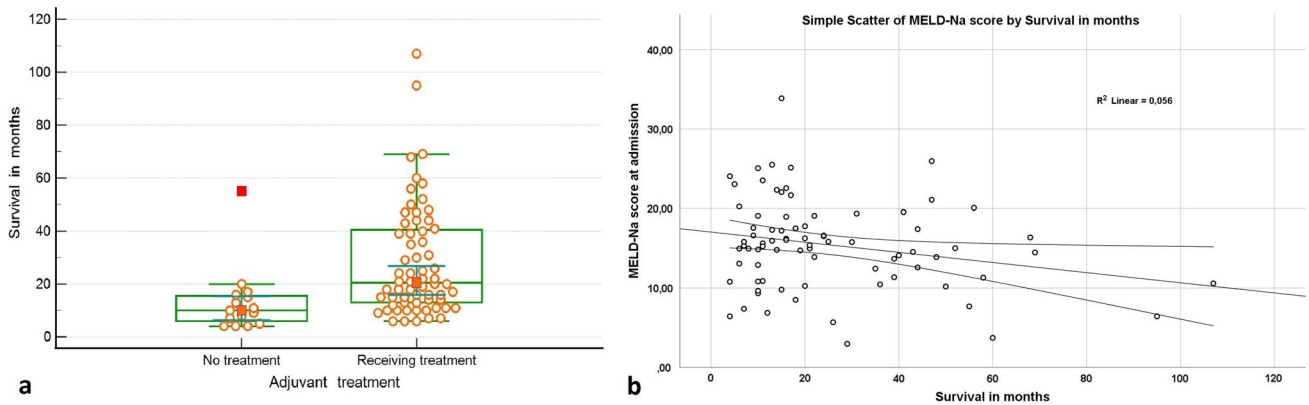 120
100
80
60
40
20
0
Survival in months
No treatment
Receiving treatment
Adjuvant treatment
a
Simple Scatter of MELD-Na score by Survival in months
R² Linear = 0,056
40,00
30,00
20,00
10,00
,00
MELD-Na score at admission
0 20 40 60 80 100 120
Survival in months
b